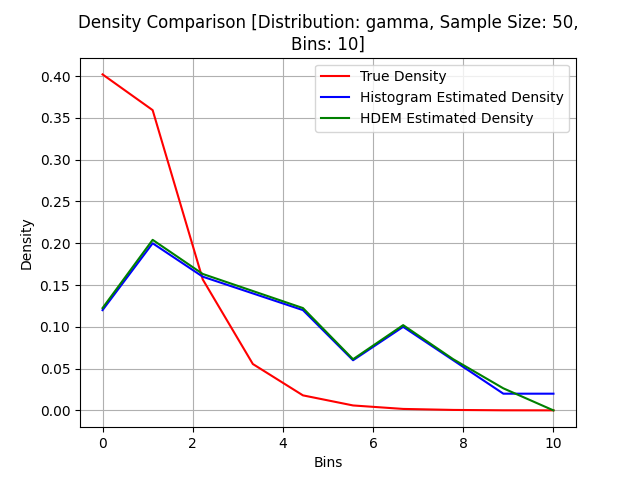 Density Comparison [Distribution: gamma, Sample Size: 50,
Bins: 10]
True Density
Histogram Estimated Density
HDEM Estimated Density
Density
0.40
0.35
0.30
0.25
0.20
0.15
0.10
0.05
0.00
0 2 4 6 8 10
Bins